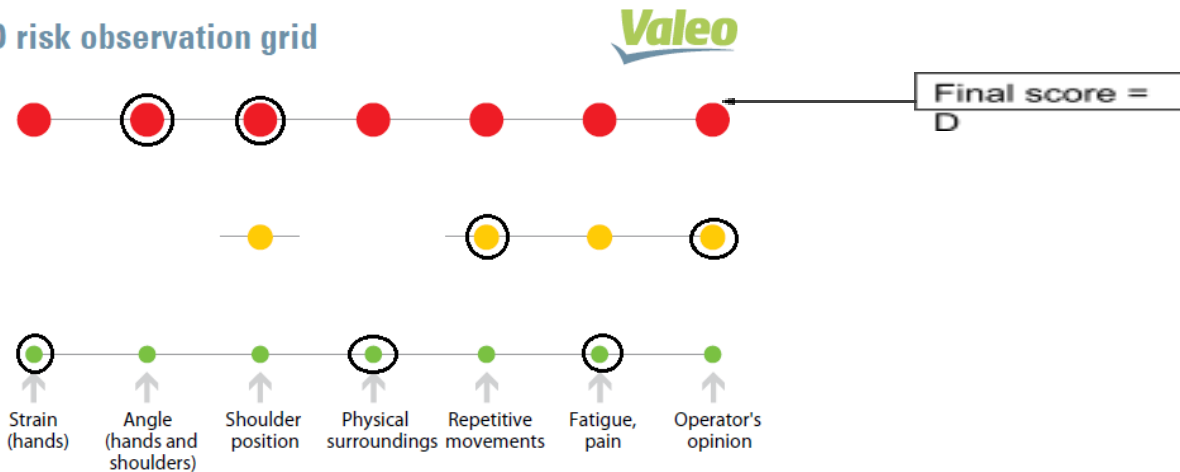 risk observation grid
Valeo
Final score =
D
Strain
(hands)
Angle
(hands and
shoulders)
Shoulder
position
Physical
surroundings
Repetitive
movements
Fatigue,
pain
Operator's
opinion